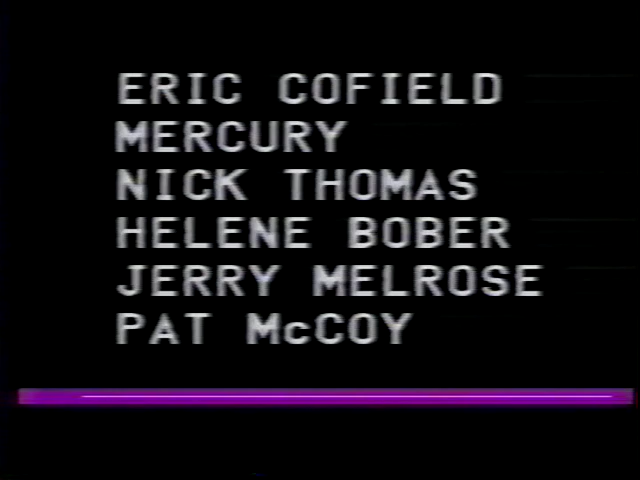 ERIC COFIELD
MERCURY
NICK THOMAS
HELENE BOBER
JERRY MELROSE
PAT McCOY